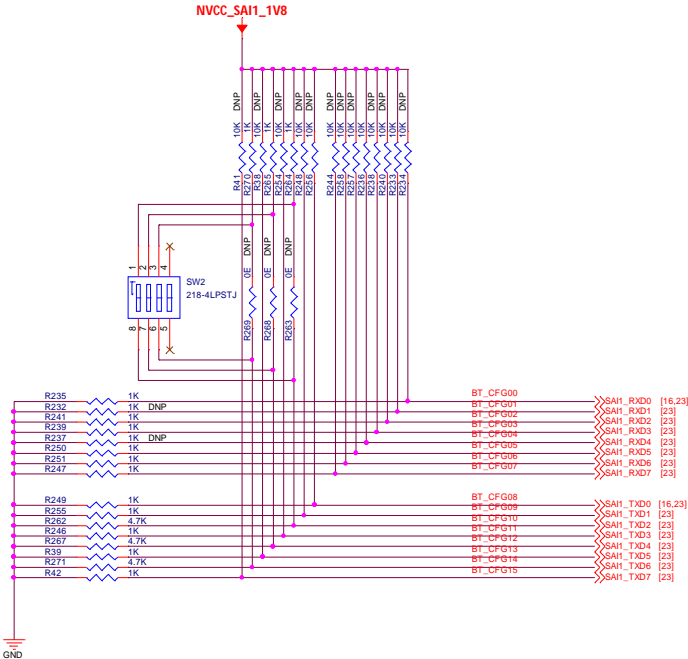 NVCC_SAI1_1V8
DNP
DNP
DNP
DNP
DNP
DNP
DNP
DNP
DNP
DNP
DNP
10K
1K
10K
1K
10K
1K
10K
10K
10K
10K
10K
10K
10K
10K
10K
10K
R41
R270
R38
R265
R254
R264
R248
R256
R244
R258
R257
R236
R238
R240
R233
R234
1
2
3
4
SW2
218-4LPSTJ
8
7
6
5
0E DNP
0E DNP
0E DNP
R269
R268
R263
R235 1K BT_CFG00 SAI1_RXD0 [16,23]
R232 1K DNP BT_CFG01 SAI1_RXD1 [23]
R241 1K BT_CFG02 SAI1_RXD2 [23]
R239 1K BT_CFG03 SAI1_RXD3 [23]
R237 1K DNP BT_CFG04 SAI1_RXD4 [23]
R250 1K BT_CFG05 SAI1_RXD5 [23]
R251 1K BT_CFG06 SAI1_RXD6 [23]
R247 1K BT_CFG07 SAI1_RXD7 [23]
R249 1K BT_CFG08 SAI1_TXD0 [16,23]
R255 1K BT_CFG09 SAI1_TXD1 [23]
R262 4.7K BT_CFG10 SAI1_TXD2 [23]
R246 1K BT_CFG11 SAI1_TXD3 [23]
R267 4.7K BT_CFG12 SAI1_TXD4 [23]
R39 1K BT_CFG13 SAI1_TXD5 [23]
R271 4.7K BT_CFG14 SAI1_TXD6 [23]
R42 1K BT_CFG15 SAI1_TXD7 [23]
GND